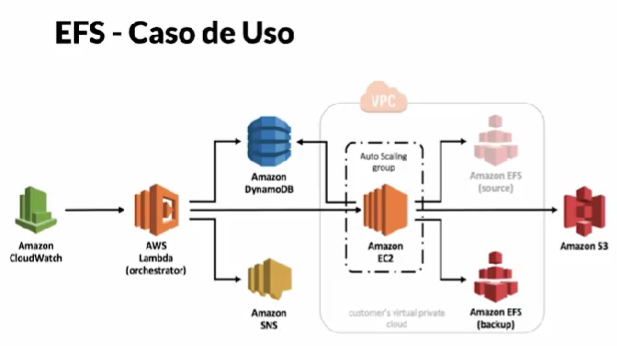 EFS - Caso de Uso
VPC
Auto Scaling
group
Amazon
DynamoDB
Amazon EFS
(source)
Amazon
CloudWatch
AWS
Lambda
(orchestrator)
Amazon
EC2
Amazon S3
Amazon
SNS
customer's virtual private
cloud
Amazon EFS
(backup)